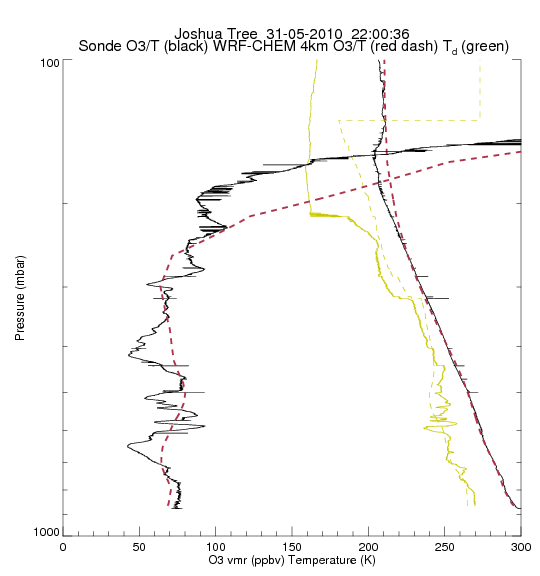 Joshua Tree 31-05-2010 22:00:36
Sonde O3/T (black) WRF-CHEM 4km O3/T (red dash) Td (green)
100
Pressure (mbar)
1000
0 50 100 150 200 250 300
O3 vmr (ppbv) Temperature (K)